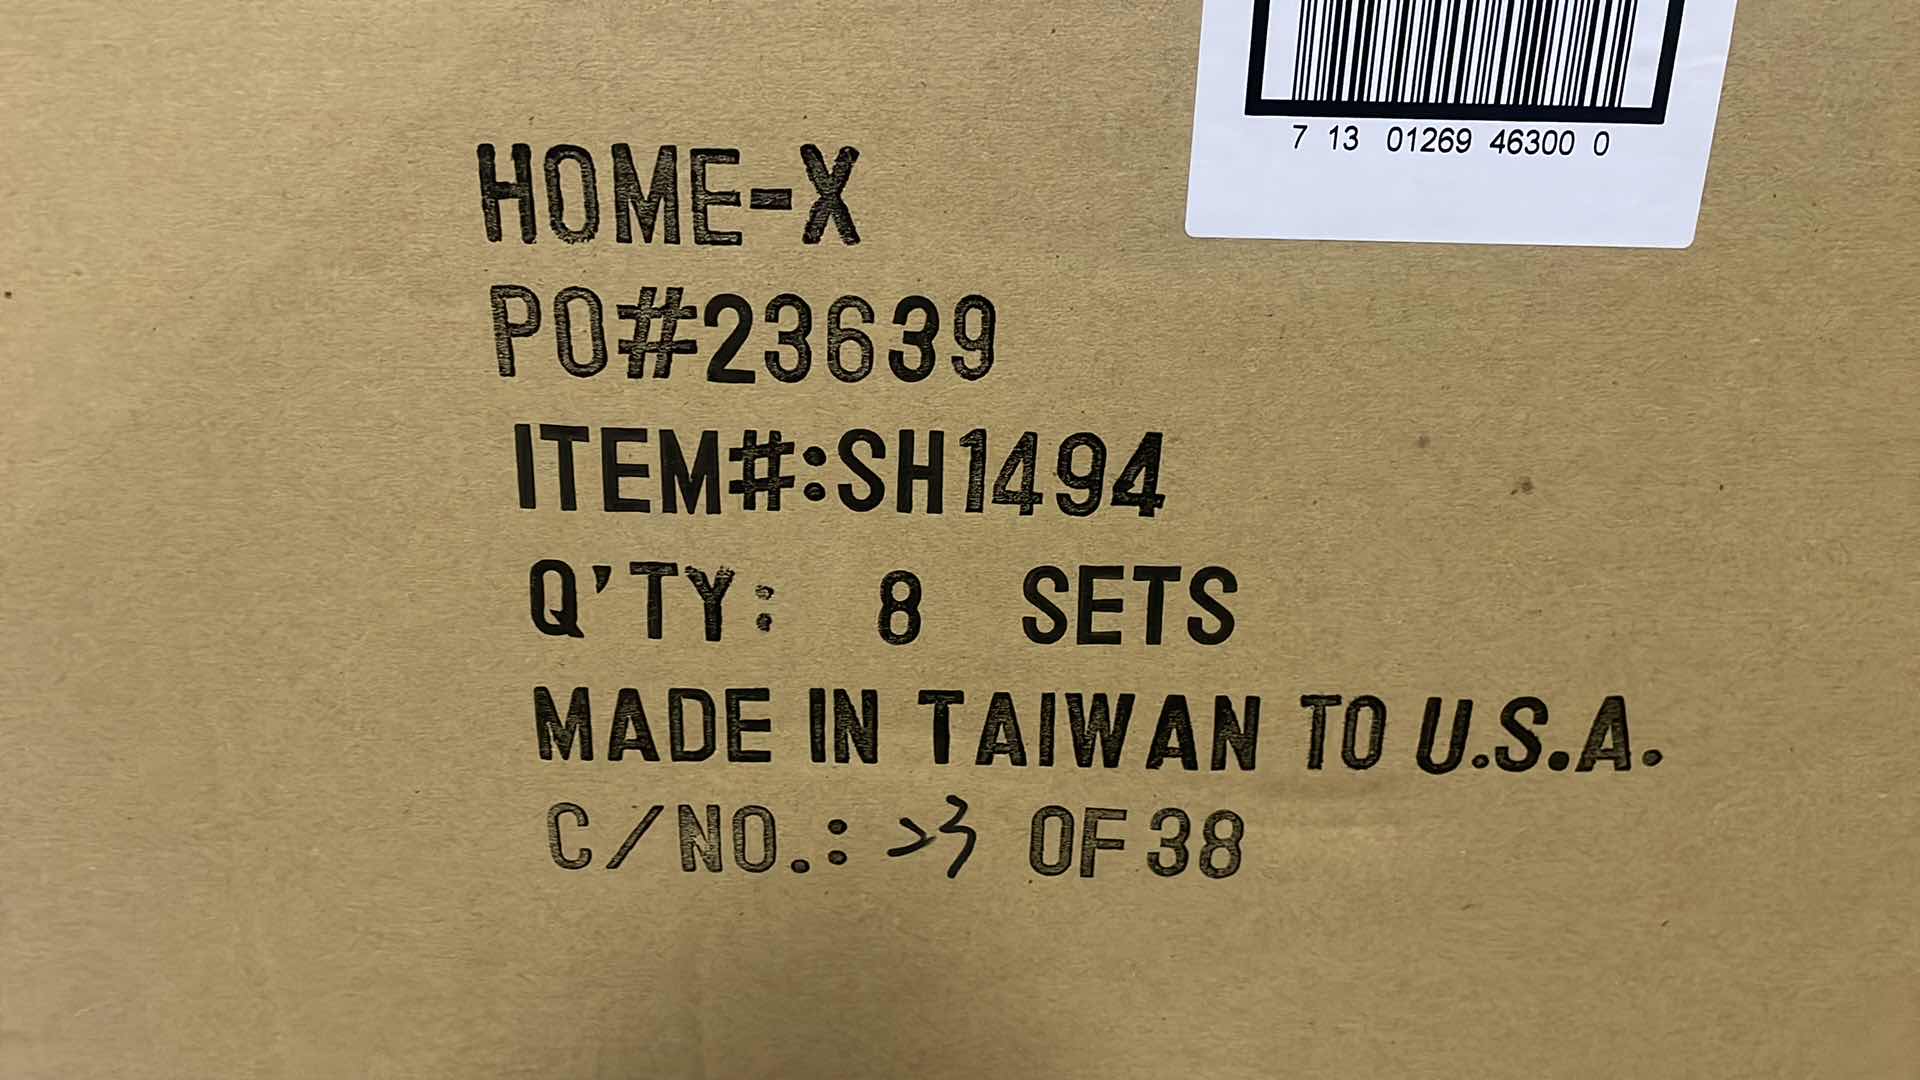 7 13 01269 46300 0
HOME-X
PO#23639
ITEM#:SH1494
Q'TY: 8 SETS
MADE IN TAIWAN TO U.S.A.
C/NO.: 23 OF 38